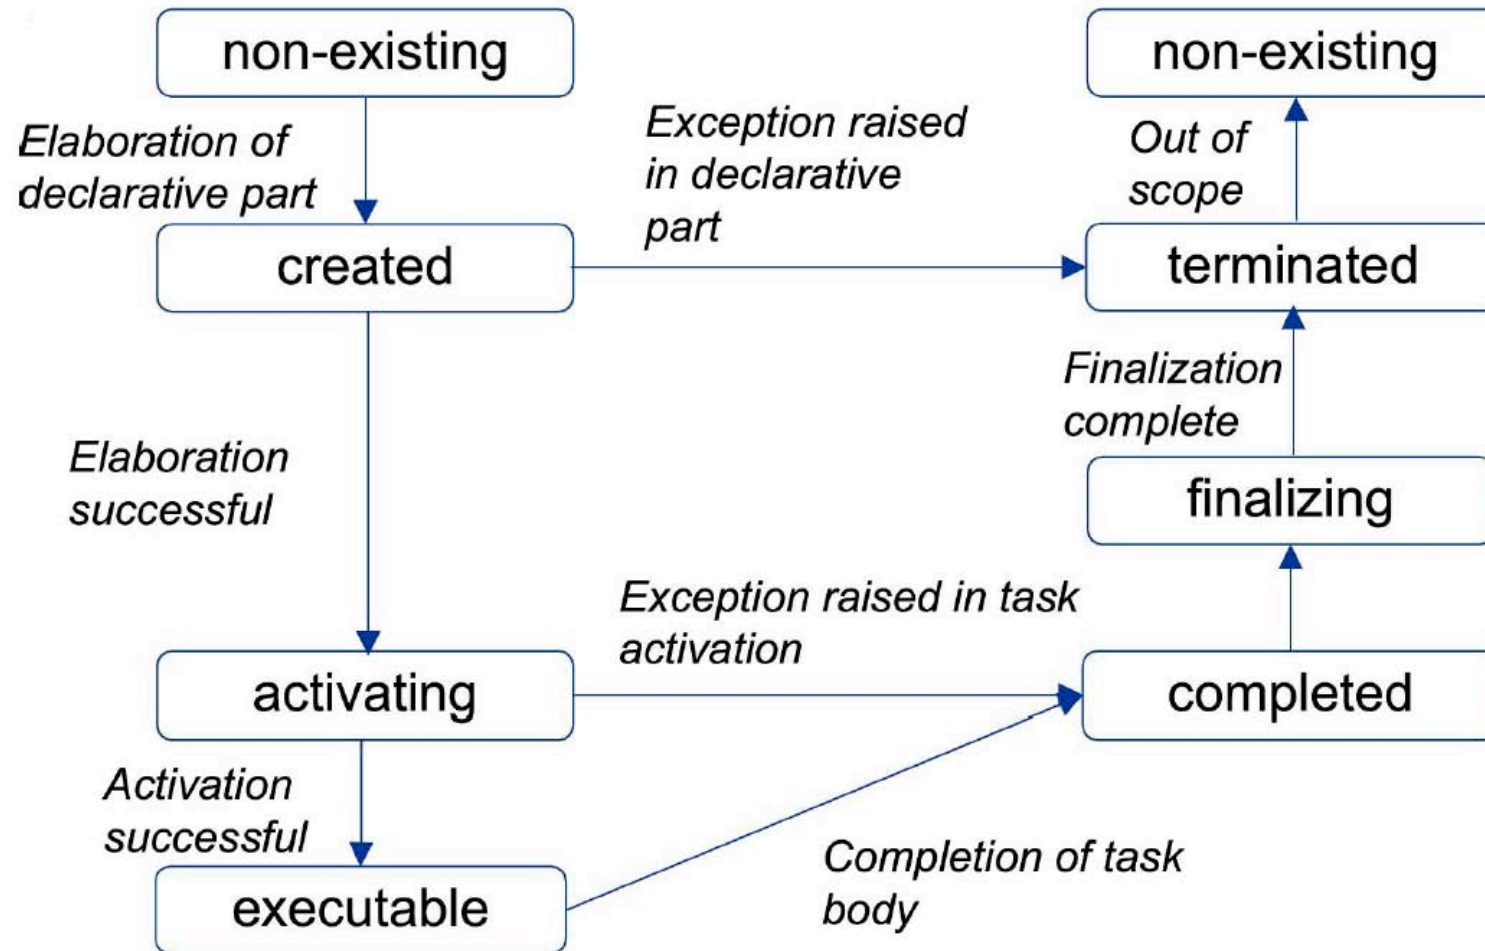 non-existing
non-existing
Elaboration of
declarative part
Exception raised
in declarative
part
Out of
scope
created
terminated
Finalization
complete
Elaboration
successful
finalizing
Exception raised in task
activation
activating
completed
Activation
successful
Completion of task
body
executable